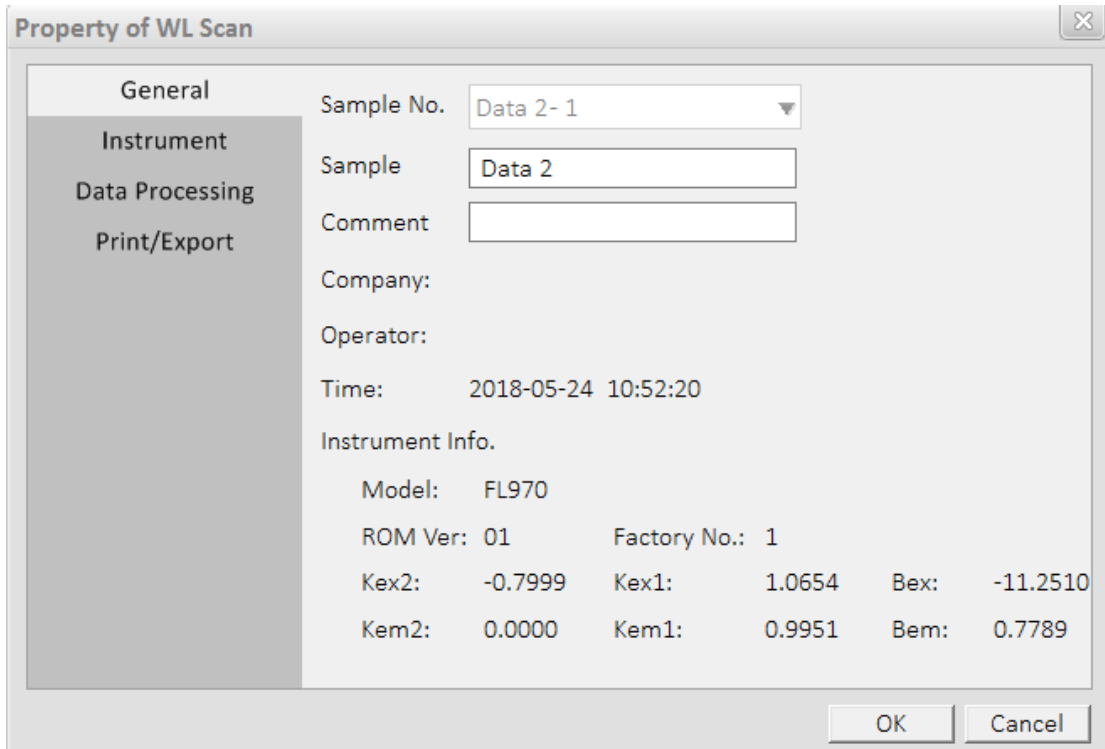 Property of WL Scan
General
Instrument
Data Processing
Print/Export
Sample No. Data 2- 1
Sample Data 2
Comment
Company:
Operator:
Time: 2018-05-24 10:52:20
Instrument Info.
Model: FL970
ROM Ver: 01 Factory No.: 1
Kex2: -0.7999 Kex1: 1.0654 Bex: -11.2510
Kem2: 0.0000 Kem1: 0.9951 Bem: 0.7789
OK Cancel